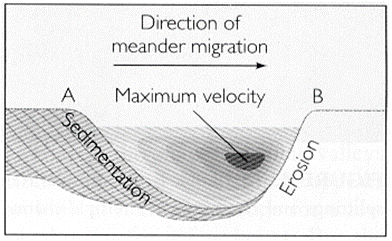 Direction of
meander migration
A
Maximum velocity
B
Sedimentation
Erosion